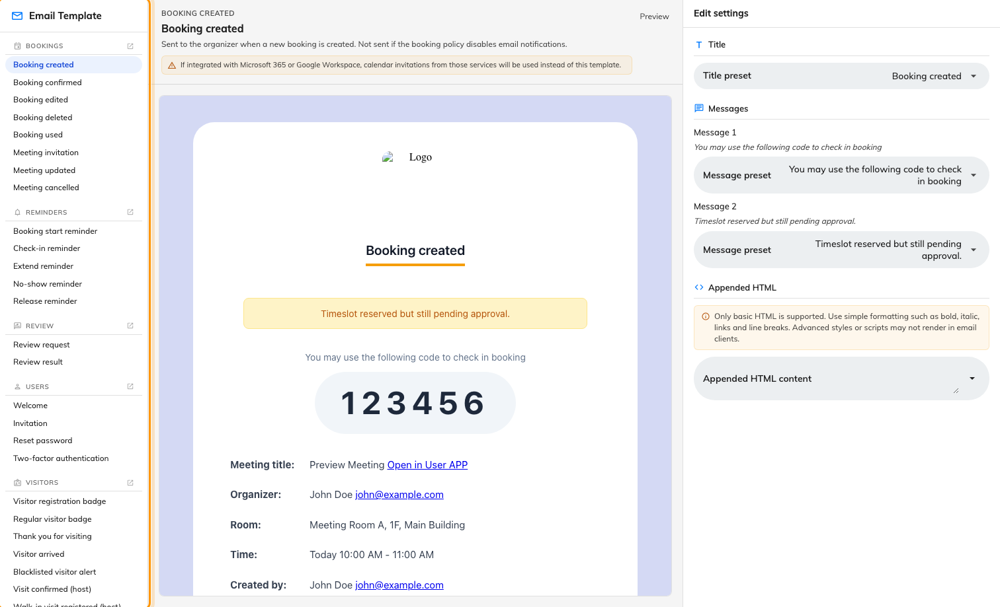 Email Template
BOOKINGS
Booking created
Booking confirmed
Booking edited
Booking deleted
Booking used
Meeting invitation
Meeting updated
Meeting cancelled
REMINDERS
Booking start reminder
Check-in reminder
Extend reminder
No-show reminder
Release reminder
REVIEW
Review request
Review result
USERS
Welcome
Invitation
Reset password
Two-factor authentication
VISITORS
Visitor registration badge
Regular visitor badge
Thank you for visiting
Visitor arrived
Blacklisted visitor alert
Visit confirmed (host)
Walk-in visit registered (host)
BOOKING CREATED
Booking created
Preview
Sent to the organizer when a new booking is created. Not sent if the booking policy disables email notifications.
If integrated with Microsoft 365 or Google Workspace, calendar invitations from those services will be used instead of this template.
Logo
Booking created
Timeslot reserved but still pending approval.
You may use the following code to check in booking
123456
Meeting title: Preview Meeting Open in User APP
Organizer: John Doe john@example.com
Room: Meeting Room A, 1F, Main Building
Time: Today 10:00 AM - 11:00 AM
Created by: John Doe john@example.com
Edit settings
Title
Title preset Booking created
Messages
Message 1
You may use the following code to check in booking
Message preset You may use the following code to check
in booking
Message 2
Timeslot reserved but still pending approval.
Message preset Timeslot reserved but still pending
approval.
Appended HTML
Only basic HTML is supported. Use simple formatting such as bold, italic,
links and line breaks. Advanced styles or scripts may not render in email
clients.
Appended HTML content